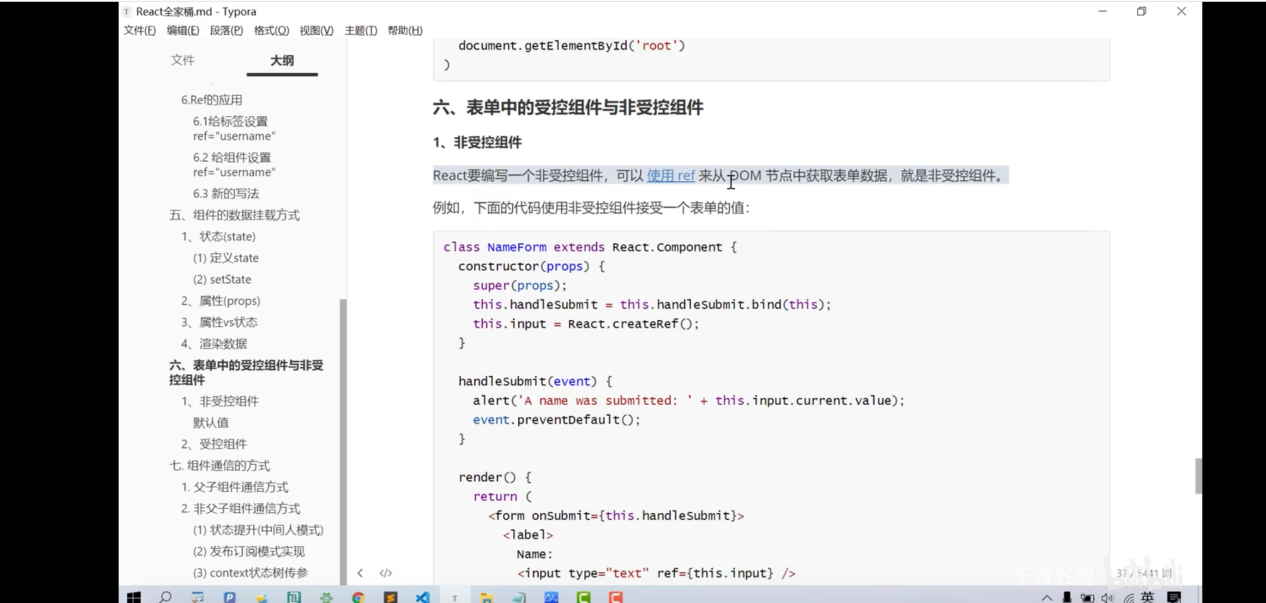 React全家桶.md - Typora
文件(F) 编辑(E) 段落(P) 格式(O) 视图(V) 主题(T) 帮助(H)
文件 大纲
6.Ref的应用
6.1给标签设置
ref="username"
6.2 给组件设置
ref="username"
6.3 新的写法
五、组件的数据挂载方式
1、状态(state)
(1) 定义state
(2) setState
2、属性(props)
3、属性vs状态
4、渲染数据
六、表单中的受控组件与非受
控组件
1、非受控组件
默认值
2、受控组件
七. 组件通信的方式
1. 父子组件通信方式
2. 非父子组件通信方式
(1) 状态提升(中间人模式)
(2) 发布订阅模式实现
(3) context状态树传参
document.getElementById('root')
)
六、表单中的受控组件与非受控组件
1、非受控组件
React要编写一个非受控组件，可以 使用 ref 来从 DOM 节点中获取表单数据，就是非受控组件。
例如，下面的代码使用非受控组件接受一个表单的值：
class NameForm extends React.Component {
constructor(props) {
super(props);
this.handleSubmit = this.handleSubmit.bind(this);
this.input = React.createRef();
}
handleSubmit(event) {
alert('A name was submitted: ' + this.input.current.value);
event.preventDefault();
}
render() {
return (
<form onSubmit={this.handleSubmit}>
<label>
Name:
<input type="text" ref={this.input} />
英